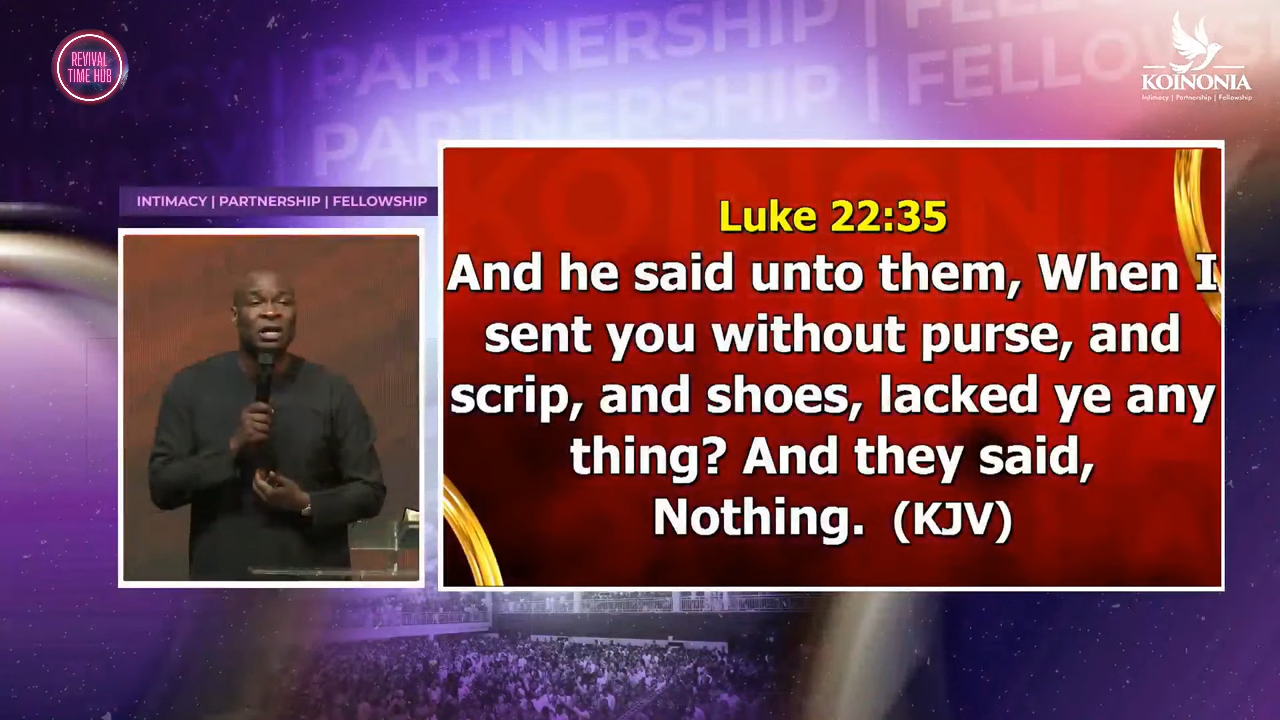 REVIVAL
TIME HUB
PARTNERSHIP | FELLOWSHIP
PARTNERSHIP | FELLOWSHIP
KOINONIA
Intimacy | Partnership | Fellowship
INTIMACY | PARTNERSHIP | FELLOWSHIP
KOINONIA
Luke 22:35
And he said unto them, When I
sent you without purse, and
scrip, and shoes, lacked ye any
thing? And they said,
Nothing. (KJV)